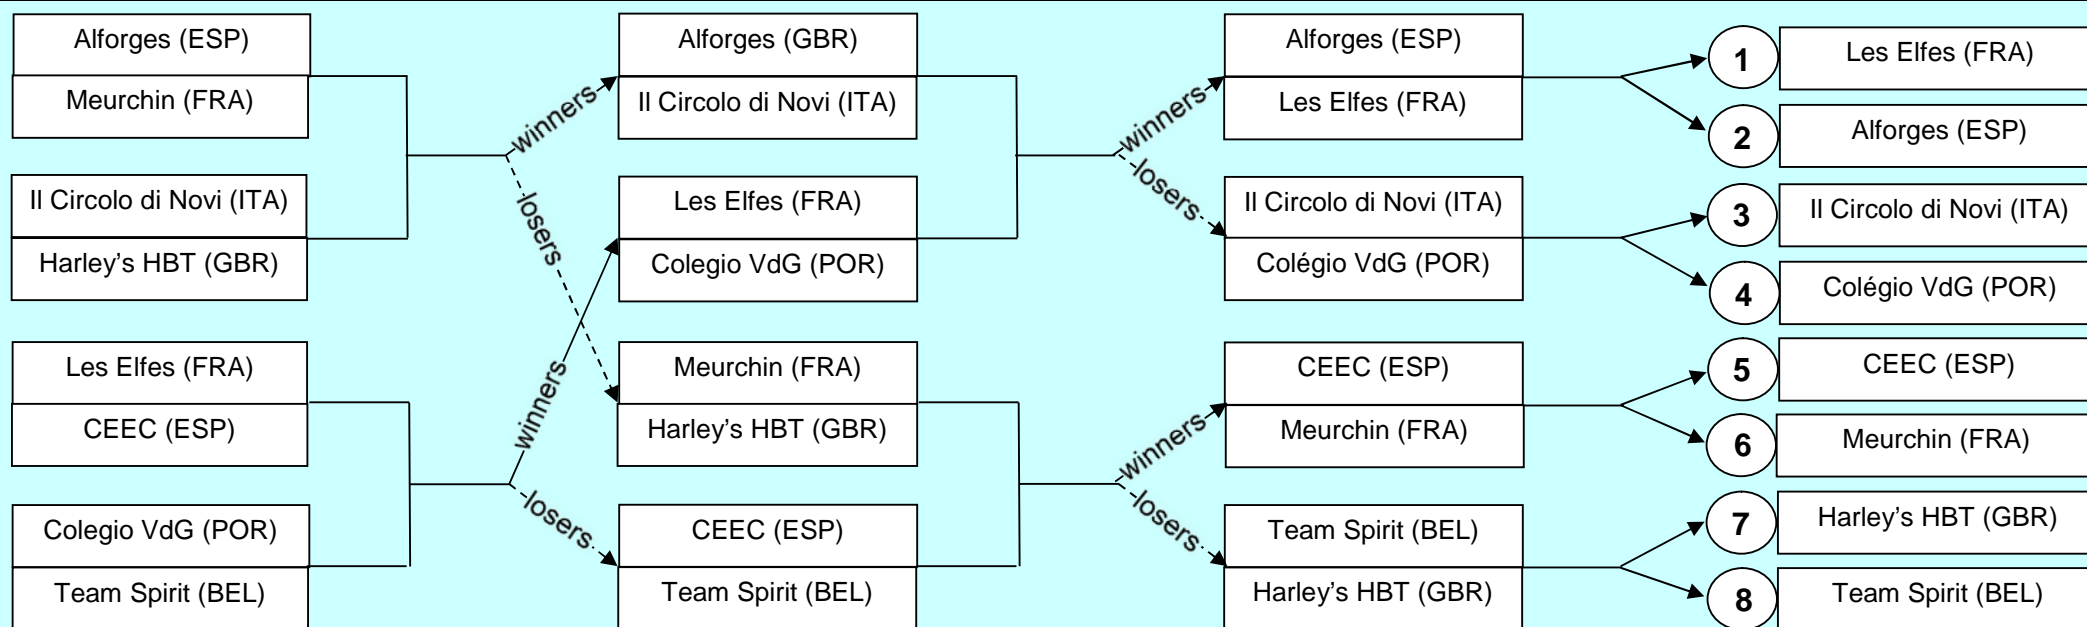 Alforges (ESP)
Meurchin (FRA)
Il Circolo di Novi (ITA)
Harley's HBT (GBR)
Les Elfes (FRA)
CEEC (ESP)
Colegio VdG (POR)
Team Spirit (BEL)
winners
losers
winners
losers
Alforges (GBR)
Il Circolo di Novi (ITA)
Les Elfes (FRA)
Colegio VdG (POR)
Meurchin (FRA)
Harley's HBT (GBR)
CEEC (ESP)
Team Spirit (BEL)
winners
losers
winners
losers
Alforges (ESP)
Les Elfes (FRA)
Il Circolo di Novi (ITA)
Colégio VdG (POR)
CEEC (ESP)
Meurchin (FRA)
Team Spirit (BEL)
Harley's HBT (GBR)
1 Les Elfes (FRA)
2 Alforges (ESP)
3 Il Circolo di Novi (ITA)
4 Colégio VdG (POR)
5 CEEC (ESP)
6 Meurchin (FRA)
7 Harley's HBT (GBR)
8 Team Spirit (BEL)